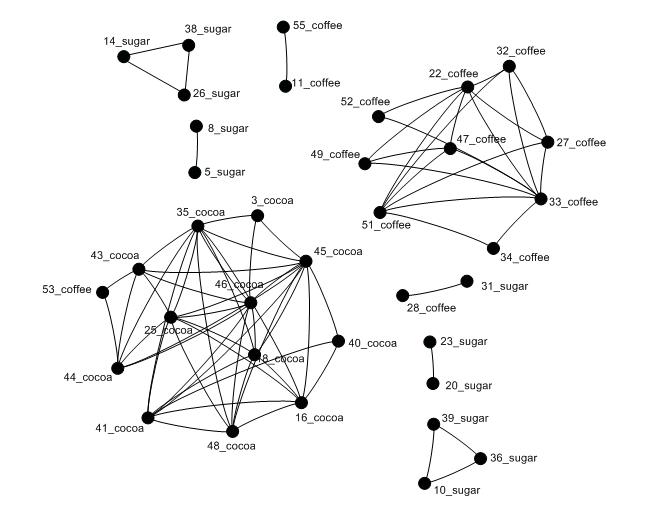 38_sugar
14_sugar
26_sugar
55_coffee
11_coffee
8_sugar
5_sugar
32_coffee
22_coffee
52_coffee
47_coffee
27_coffee
49_coffee
33_coffee
51_coffee
34_coffee
3_cocoa
35_cocoa
45_cocoa
43_cocoa
53_coffee
46_cocoa
25_cocoa
8_cocoa
40_cocoa
44_cocoa
16_cocoa
41_cocoa
48_cocoa
31_sugar
28_coffee
23_sugar
20_sugar
39_sugar
36_sugar
10_sugar